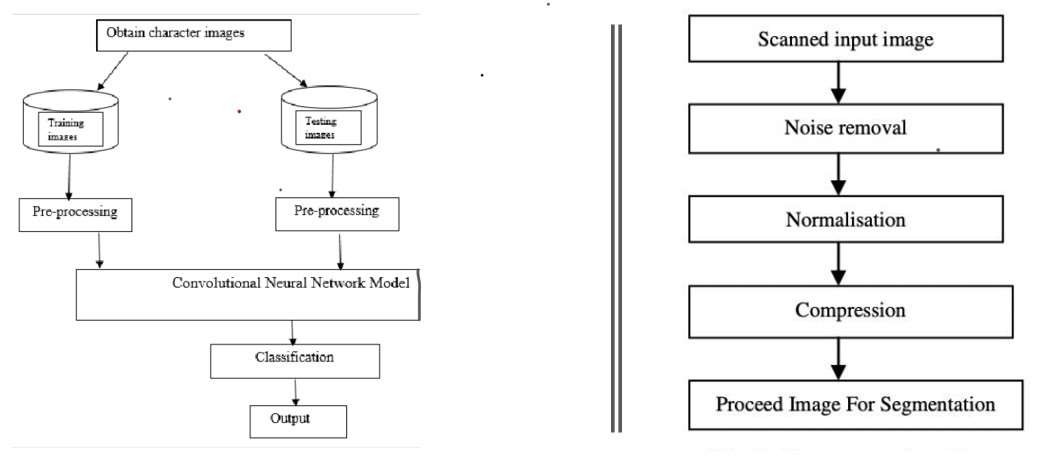 Obtain character images
Training
images
Testing
images
Pre-processing
Pre-processing
Convolutional Neural Network Model
Classification
Output
Scanned input image
Noise removal
Normalisation
Compression
Proceed Image For Segmentation